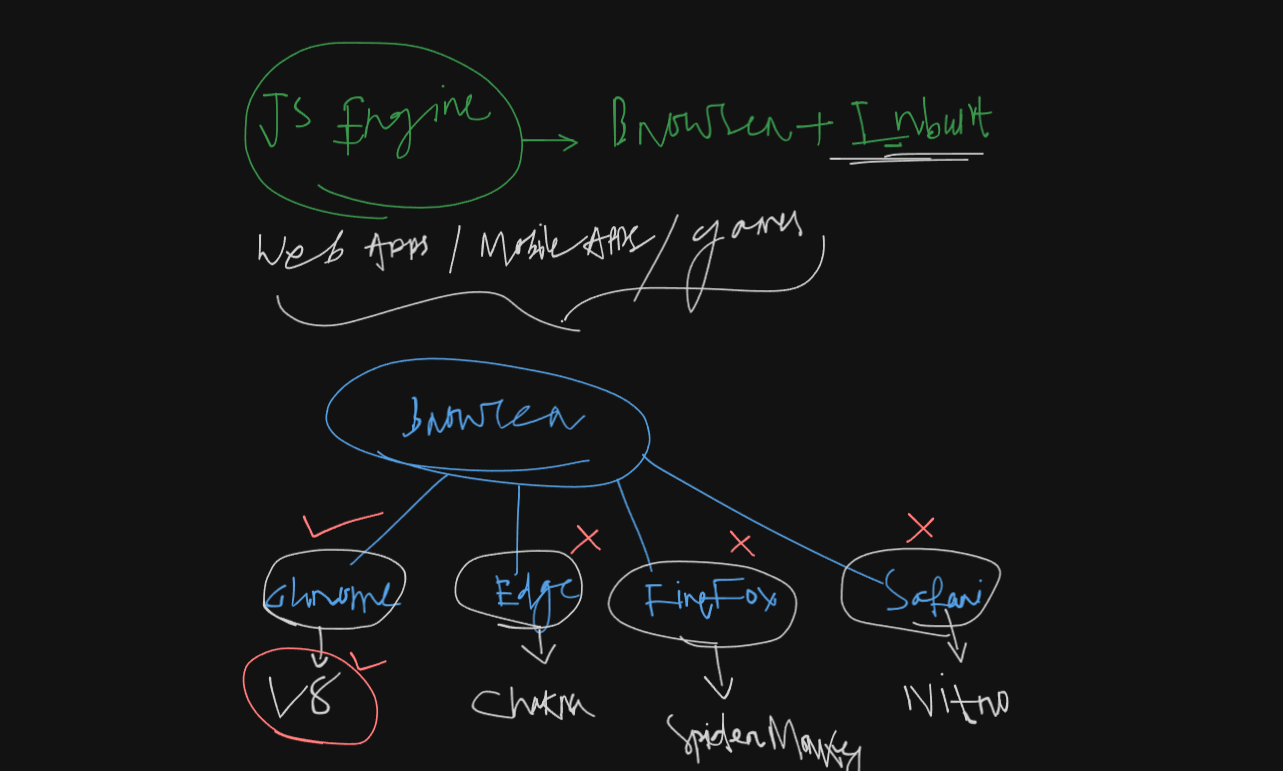 JS Engine → Browser + Inbuilt
Web Apps / Mobile Apps / games
Browser
Chrome Edge FireFox Safari
V8 Chakra SpiderMonkey Nitro